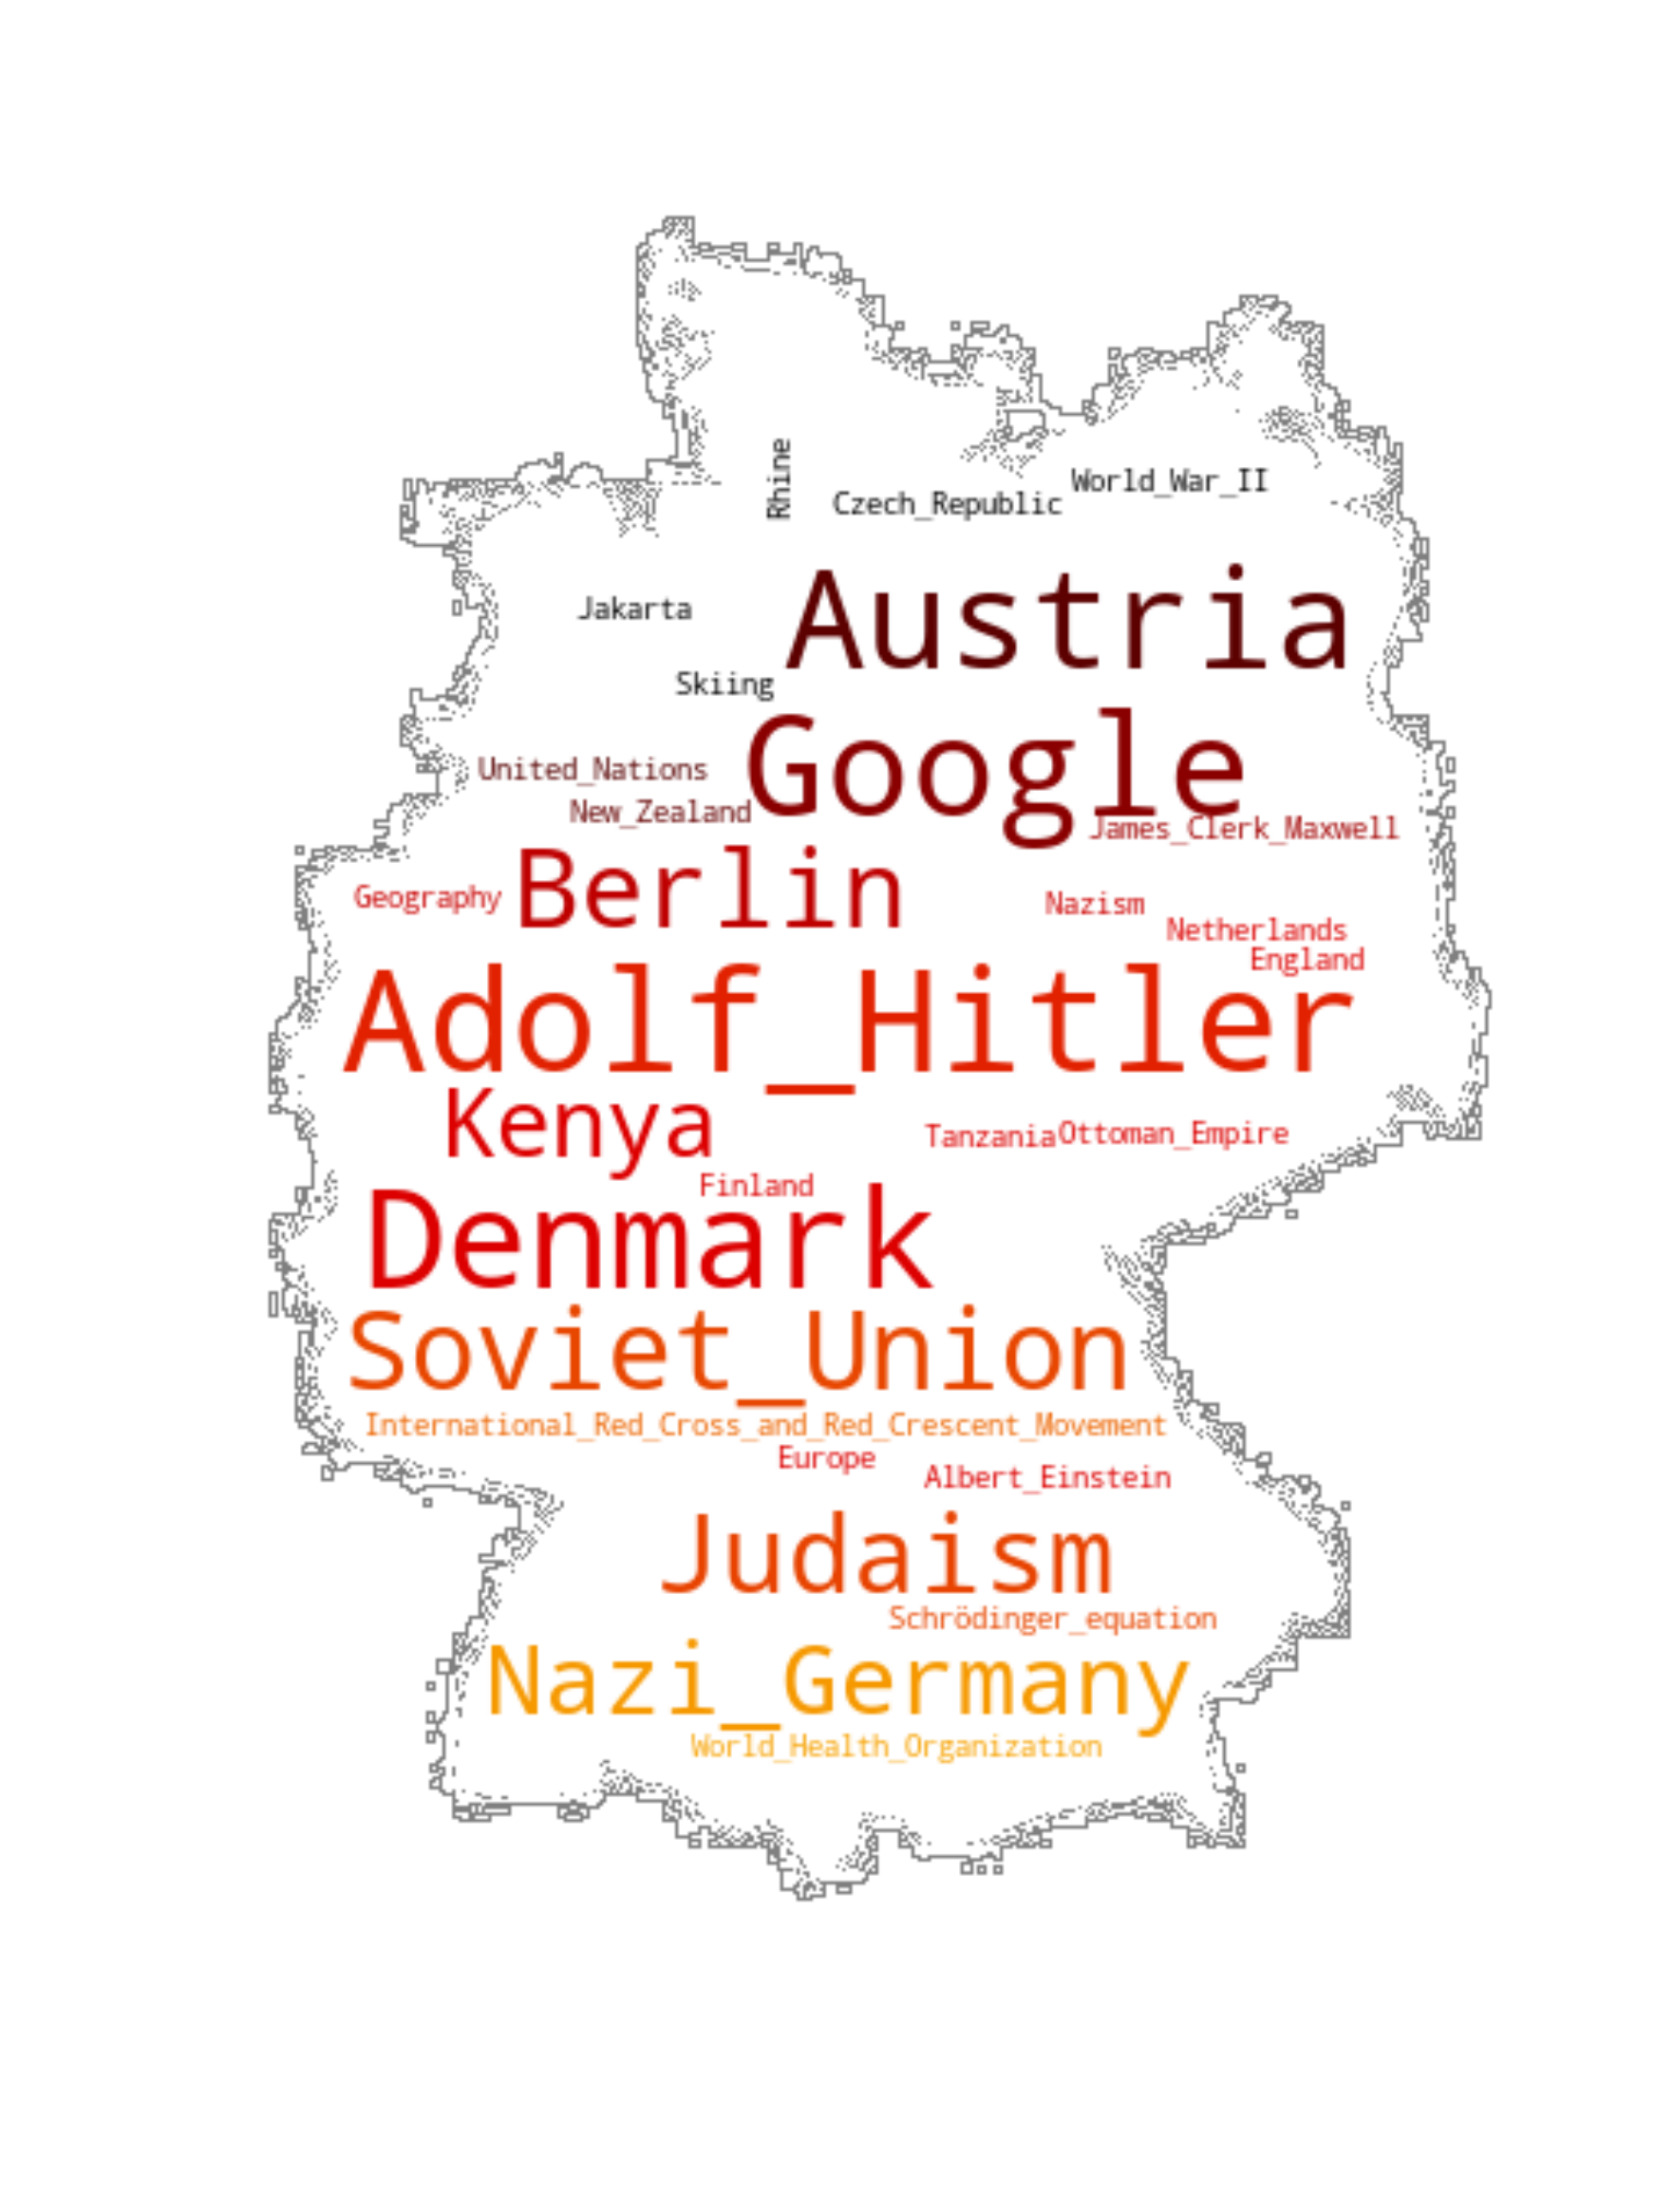 Rhine
World_War_II
Czech_Republic
Jakarta
Austria
Skiing
Google
United_Nations
New_Zealand
James_Clerk_Maxwell
Berlin
Geography
Nazism
Netherlands
England
Adolf_Hitler
Kenya
Tanzania
Ottoman_Empire
Finland
Denmark
Soviet_Union
International_Red_Cross_and_Red_Crescent_Movement
Europe
Albert_Einstein
Judaism
Schrödinger_equation
Nazi_Germany
World_Health_Organization